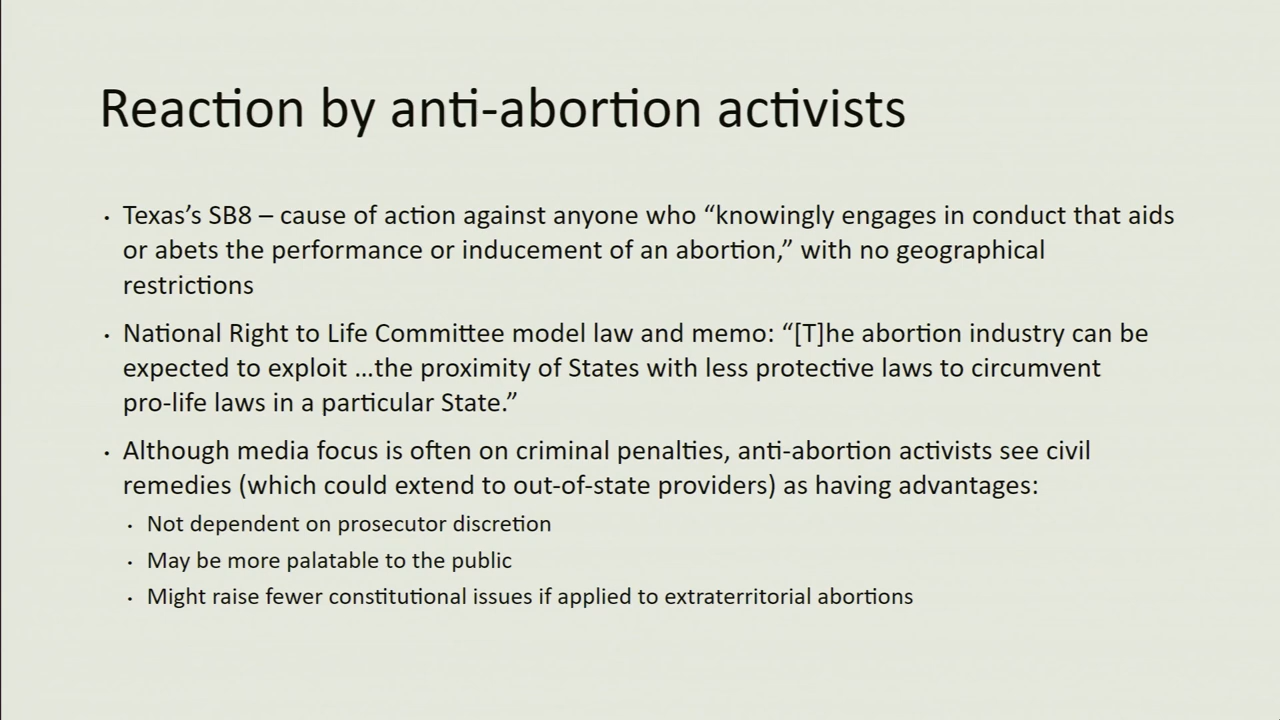 Reaction by anti-abortion activists
• Texas’s SB8 – cause of action against anyone who “knowingly engages in conduct that aids
or abets the performance or inducement of an abortion,” with no geographical
restrictions
• National Right to Life Committee model law and memo: “[T]he abortion industry can be
expected to exploit …the proximity of States with less protective laws to circumvent
pro-life laws in a particular State.”
• Although media focus is often on criminal penalties, anti-abortion activists see civil
remedies (which could extend to out-of-state providers) as having advantages:
• Not dependent on prosecutor discretion
• May be more palatable to the public
• Might raise fewer constitutional issues if applied to extraterritorial abortions